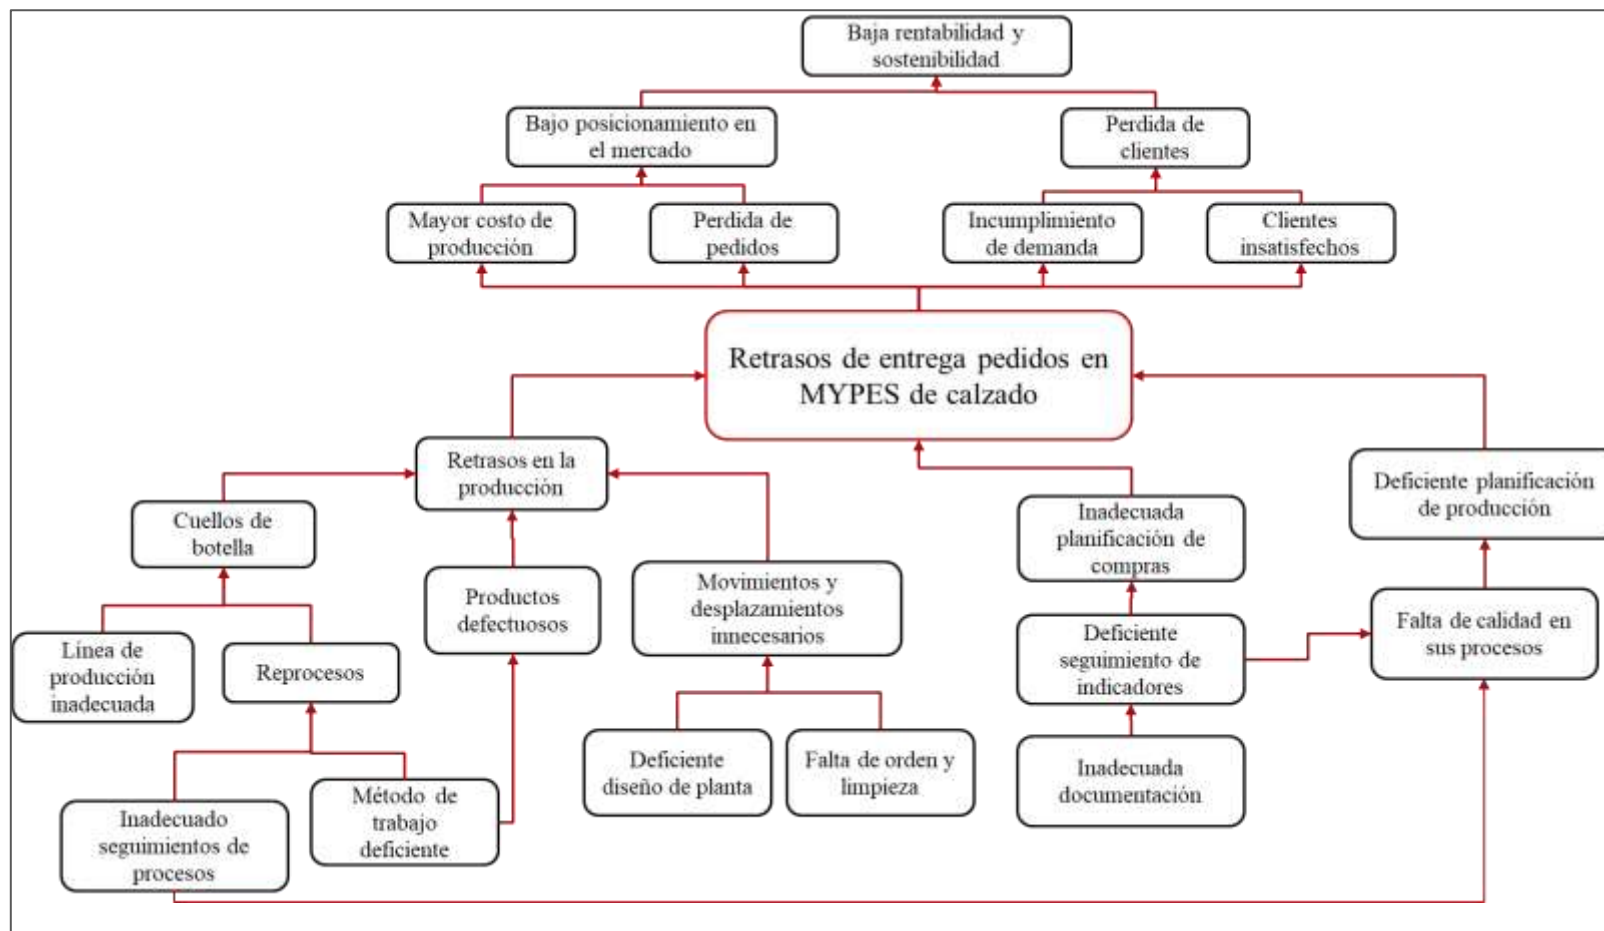 Baja rentabilidad y
sostenibilidad
Bajo posicionamiento en
el mercado
Perdida de
clientes
Mayor costo de
producción
Perdida de
pedidos
Incumplimiento
de demanda
Clientes
insatisfechos
Retrasos de entrega pedidos en
MYPES de calzado
Retrasos en la
producción
Deficiente planificación
de producción
Cuellos de
botella
Inadecuada
planificación de
compras
Productos
defectuosos
Movimientos y
desplazamientos
innecesarios
Falta de calidad en
sus procesos
Línea de
producción
inadecuada
Reprocesos
Deficiente
seguimiento de
indicadores
Deficiente
diseño de planta
Falta de orden y
limpieza
Inadecuada
documentación
Inadecuado
seguimientos de
procesos
Método de
trabajo
deficiente